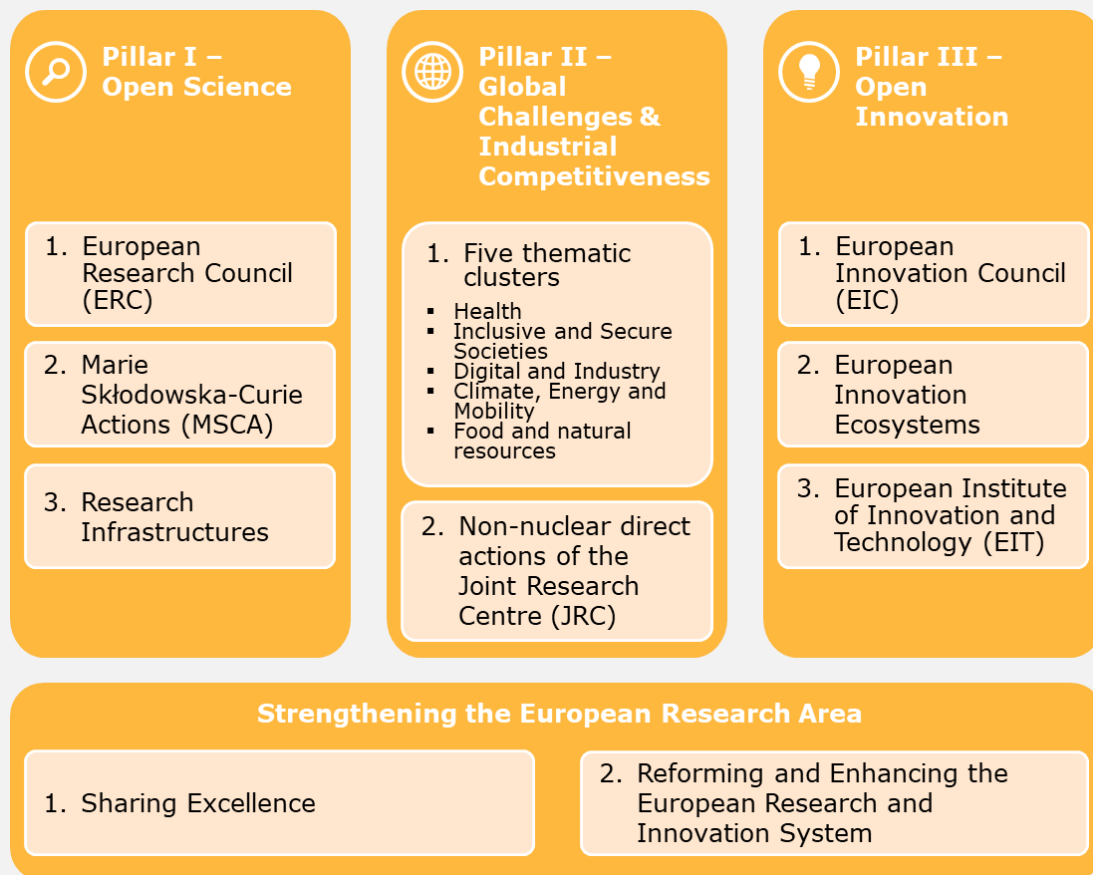 Pillar I –
Open Science
1. European
Research Council
(ERC)
2. Marie
Skłodowska-Curie
Actions (MSCA)
3. Research
Infrastructures
Pillar II –
Global
Challenges &
Industrial
Competitiveness
1. Five thematic
clusters
▪ Health
▪ Inclusive and Secure
Societies
▪ Digital and Industry
▪ Climate, Energy and
Mobility
▪ Food and natural
resources
2. Non-nuclear direct
actions of the
Joint Research
Centre (JRC)
Pillar III –
Open
Innovation
1. European
Innovation Council
(EIC)
2. European
Innovation
Ecosystems
3. European Institute
of Innovation and
Technology (EIT)
Strengthening the European Research Area
1. Sharing Excellence
2. Reforming and Enhancing the
European Research and
Innovation System